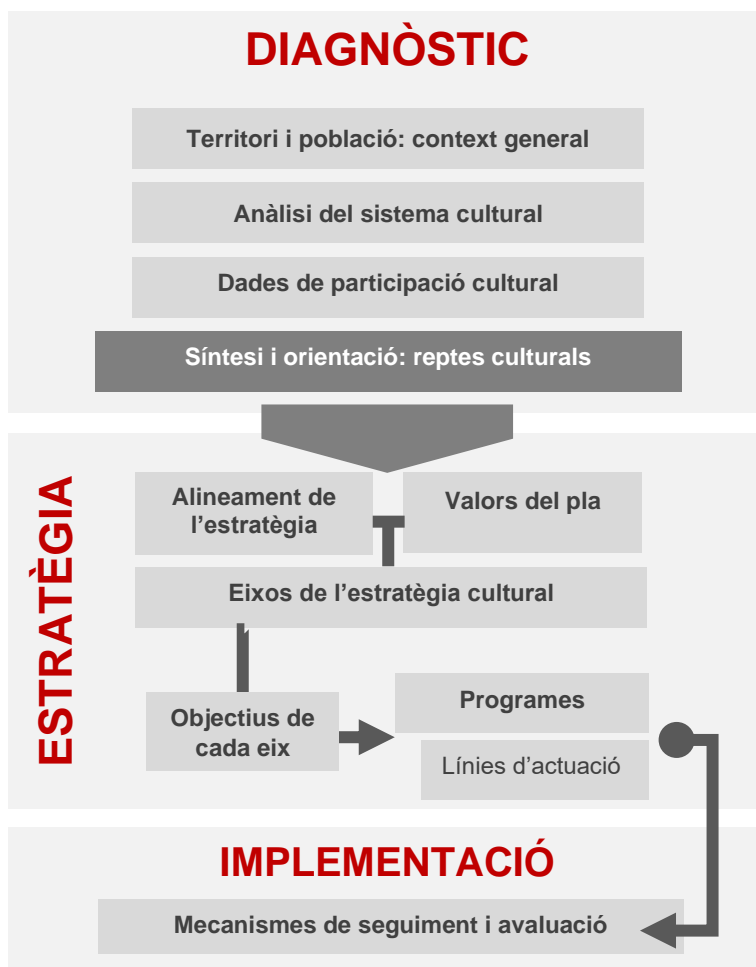 DIAGNÒSTIC
Territori i població: context general
Anàlisi del sistema cultural
Dades de participació cultural
Síntesi i orientació: reptes culturals
ESTRATÈGIA
Alineament de
l’estratègia
Valors del pla
Eixos de l’estratègia cultural
Objectius de
cada eix
Programes
Línies d’actuació
IMPLEMENTACIÓ
Mecanismes de seguiment i avaluació